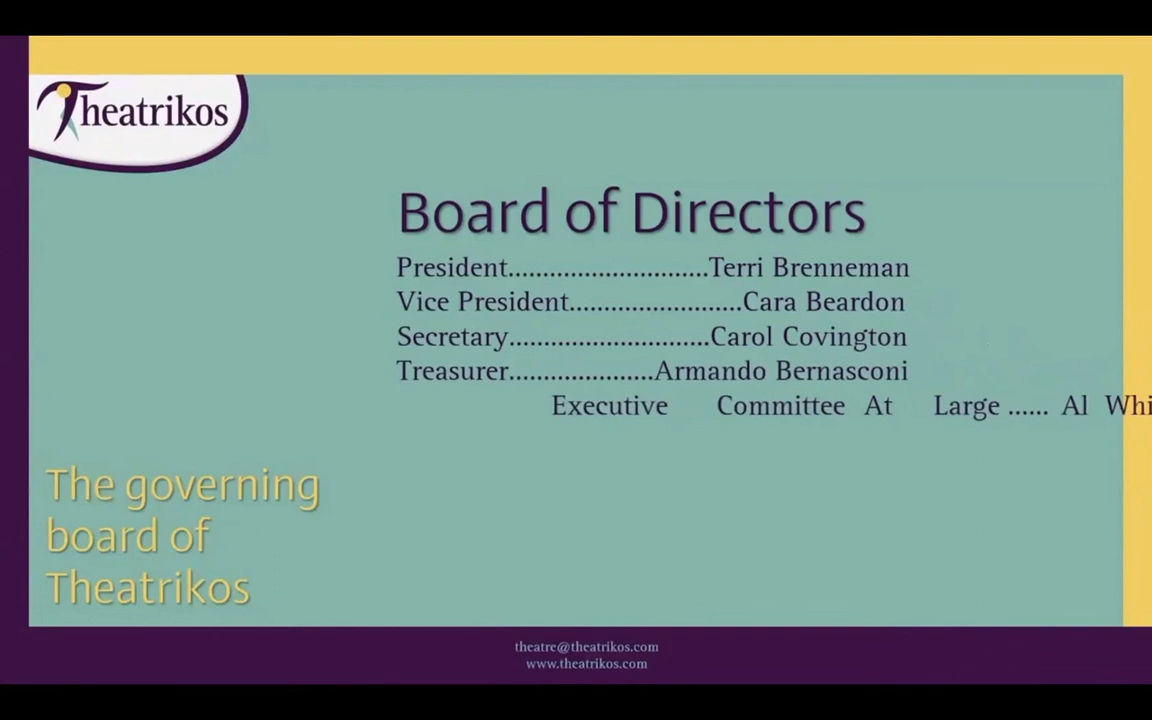 Theatrikos
Board of Directors
President.............................Terri Brenneman
Vice President.........................Cara Beardon
Secretary.............................Carol Covington
Treasurer.....................Armando Bernasconi
Executive Committee At Large ...... Al Whi
The governing
board of
Theatrikos
theatre@theatrikos.com
www.theatrikos.com